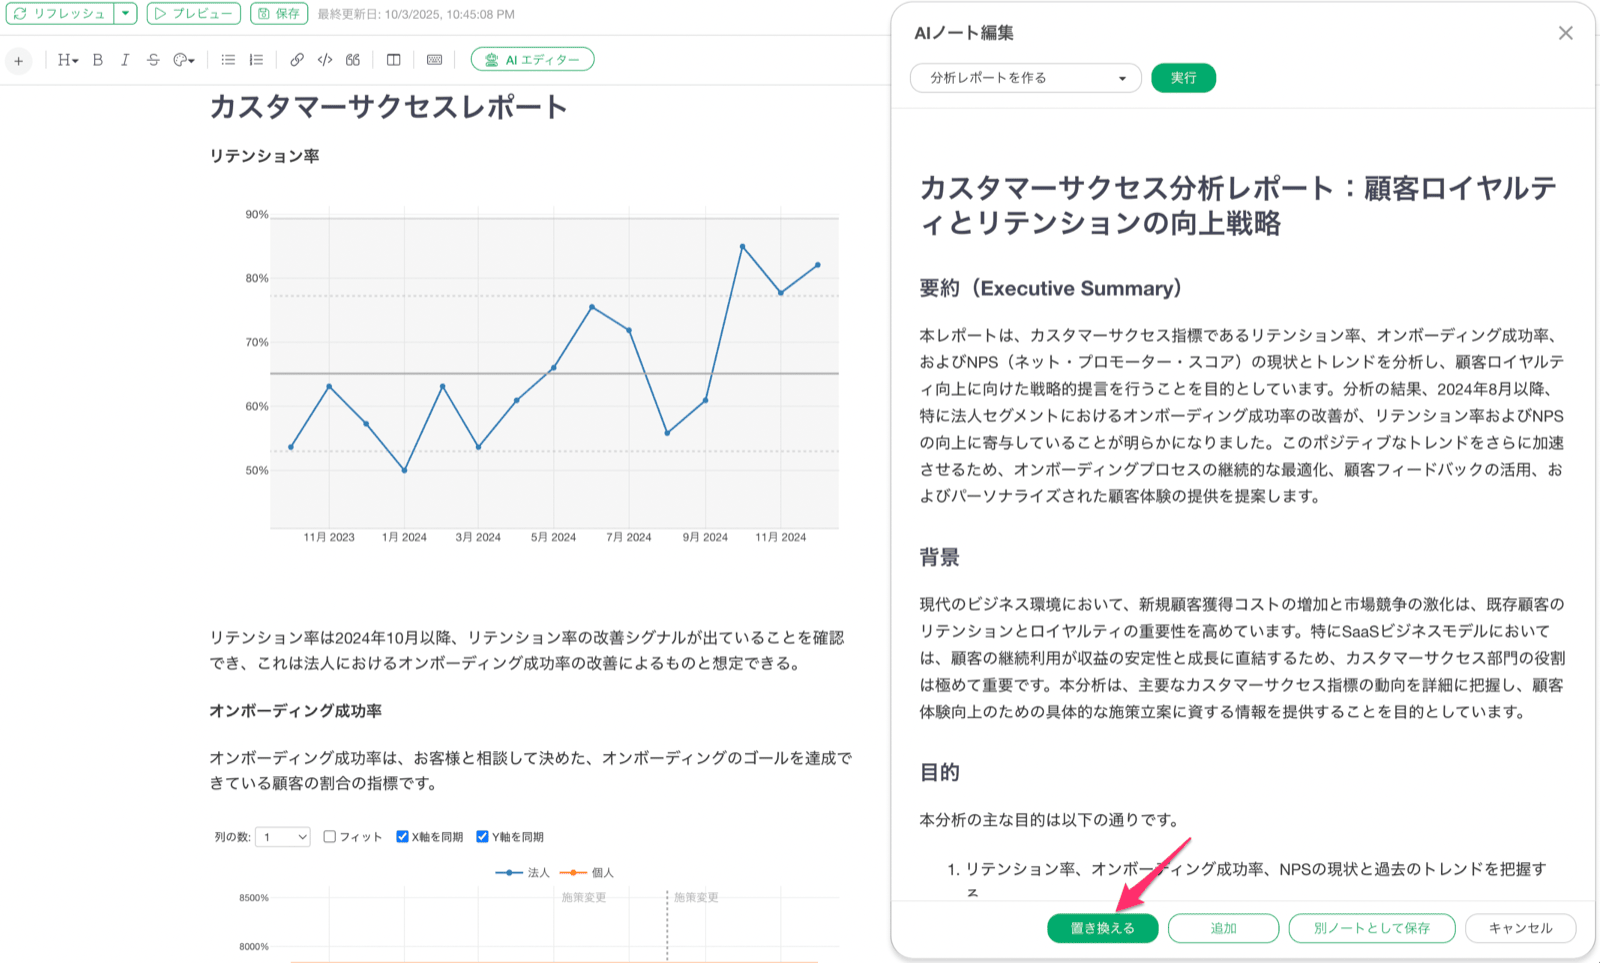 リフレッシュ
プレビュー
保存
最終更新日: 10/3/2025, 10:45:08 PM
H B I S
AI エディター
カスタマーサクセスレポート
リテンション率
90%
80%
70%
60%
50%
11月 2023 1月 2024 3月 2024 5月 2024 7月 2024 9月 2024 11月 2024
リテンション率は2024年10月以降、リテンション率の改善シグナルが出ていることを確認
でき、これは法人におけるオンボーディング成功率の改善によるものと想定できる。
オンボーディング成功率
オンボーディング成功率は、お客様と相談して決めた、オンボーディングのゴールを達成で
きている顧客の割合の指標です。
列の数: 1 フィット X軸を同期 Y軸を同期
法人 個人
施策変更 施策変更
8500%
8000%
AIノート編集
分析レポートを作る 実行
カスタマーサクセス分析レポート：顧客ロイヤルテ
ィとリテンションの向上戦略
要約（Executive Summary）
本レポートは、カスタマーサクセス指標であるリテンション率、オンボーディング成功率、
およびNPS（ネット・プロモーター・スコア）の現状とトレンドを分析し、顧客ロイヤルテ
ィ向上に向けた戦略的提言を行うことを目的としています。分析の結果、2024年8月以降、
特に法人セグメントにおけるオンボーディング成功率の改善が、リテンション率およびNPS
の向上に寄与していることが明らかになりました。このポジティブなトレンドをさらに加速
させるため、オンボーディングプロセスの継続的な最適化、顧客フィードバックの活用、お
よびパーソナライズされた顧客体験の提供を提案します。
背景
現代のビジネス環境において、新規顧客獲得コストの増加と市場競争の激化は、既存顧客の
リテンションとロイヤルティの重要性を高めています。特にSaaSビジネスモデルにおいて
は、顧客の継続利用が収益の安定性と成長に直結するため、カスタマーサクセス部門の役割
は極めて重要です。本分析は、主要なカスタマーサクセス指標の動向を詳細に把握し、顧客
体験向上のための具体的な施策立案に資する情報を提供することを目的としています。
目的
本分析の主な目的は以下の通りです。
1. リテンション率、オンボーディング成功率、NPSの現状と過去のトレンドを把握す
る
置き換える 追加 別ノートとして保存 キャンセル